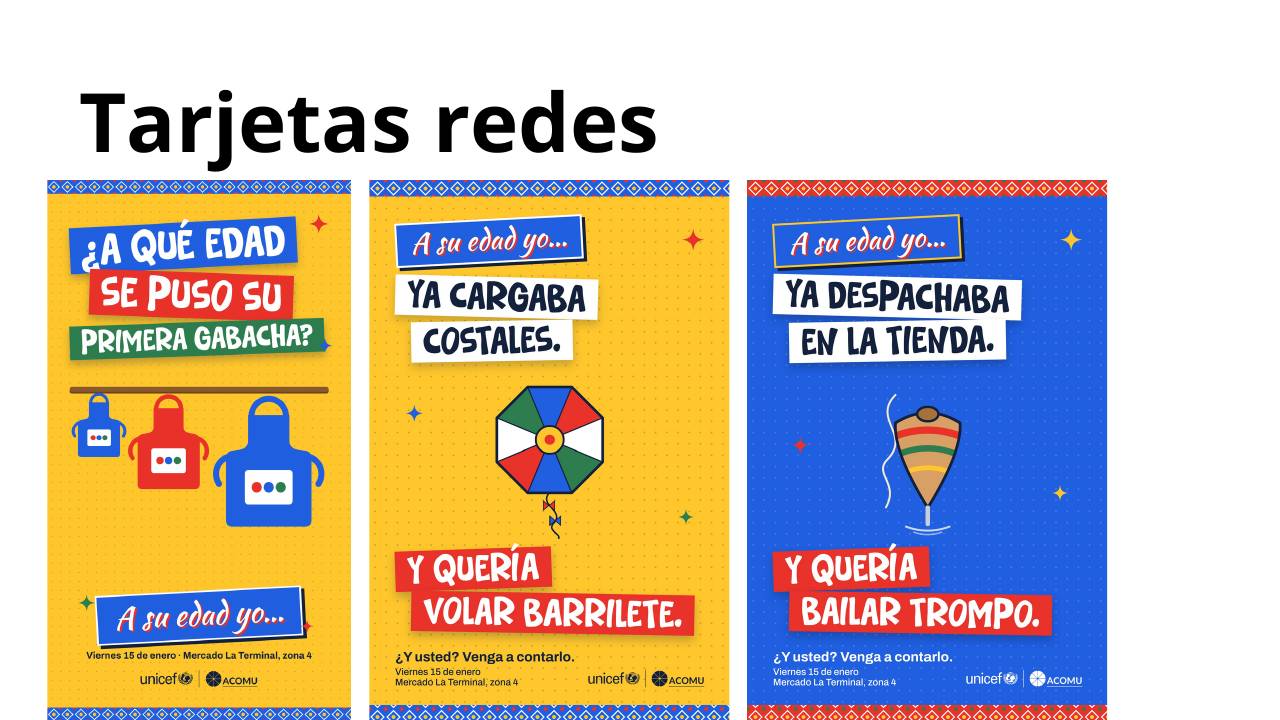 Tarjetas redes
¿A QUÉ EDAD
SE PUSO SU
PRIMERA GABACHA?
A su edad yo...
Viernes 15 de enero · Mercado La Terminal, zona 4
unicef
ACOMU
A su edad yo...
YA CARGABA
COSTALES.
Y QUERÍA
VOLAR BARRILETE.
¿Y usted? Venga a contarlo.
Viernes 15 de enero
Mercado La Terminal, zona 4
unicef
ACOMU
A su edad yo...
YA DESPACHABA
EN LA TIENDA.
Y QUERÍA
BAILAR TROMPO.
¿Y usted? Venga a contarlo.
Viernes 15 de enero
Mercado La Terminal, zona 4
unicef
ACOMU